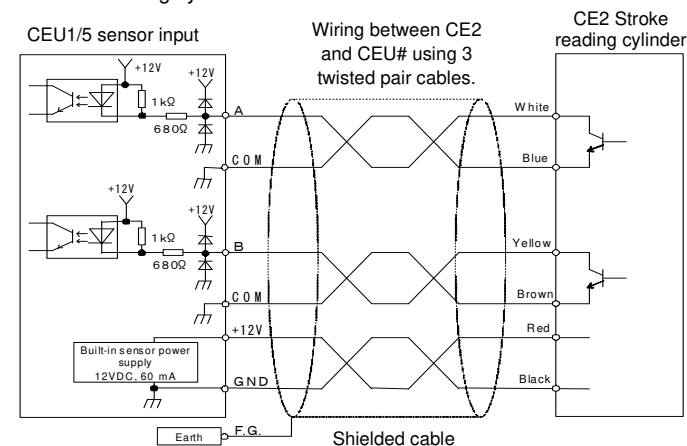 CEU1/5 sensor input
Wiring between CE2
and CEU# using 3
twisted pair cables.
CE2 Stroke
reading cylinder
+12V
+12V
1kΩ
680Ω
A
COM
White
Blue
+12V
+12V
1kΩ
680Ω
B
COM
Yellow
Brown
+12V
Red
Built-in sensor power
supply
12VDC, 60 mA
GND
Black
Earth
F.G.
Shielded cable